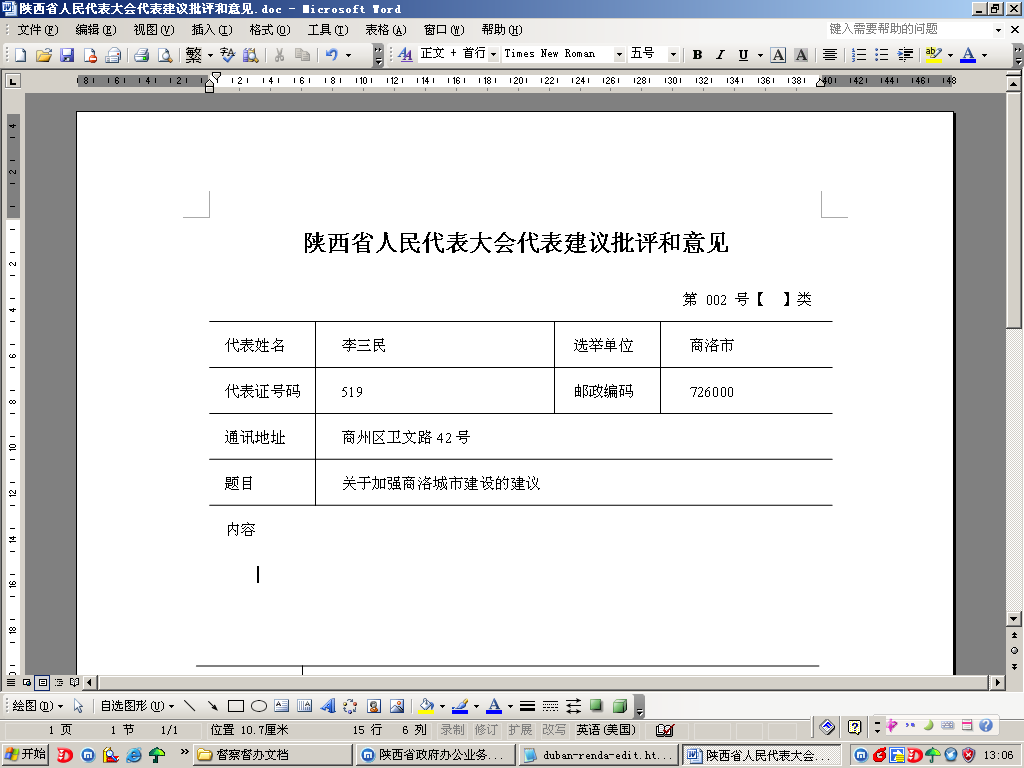 陕西省人民代表大会代表建议批评和意见.doc - Microsoft Word
文件(F) 编辑(E) 视图(V) 插入(I) 格式(O) 工具(T) 表格(A) 窗口(W) 帮助(H) 键入需要帮助的问题
繁 正文 + 首行 Times New Roman 五号 B I U A A
陕西省人民代表大会代表建议批评和意见
第 002 号【 】类
代表姓名 李三民 选举单位 商洛市
代表证号码 519 邮政编码 726000
通讯地址 商州区卫文路 42 号
题目 关于加强商洛城市建设的建议
内容
绘图(D) 自选图形(U)
1 页 1 节 1/1 位置 10.7厘米 15 行 6 列 录制 修订 扩展 改写 英语(美国)
开始 督察督办文档 陕西省政府办公业务... duban-renda-edit.ht... 陕西省人民代表大会... 13:06